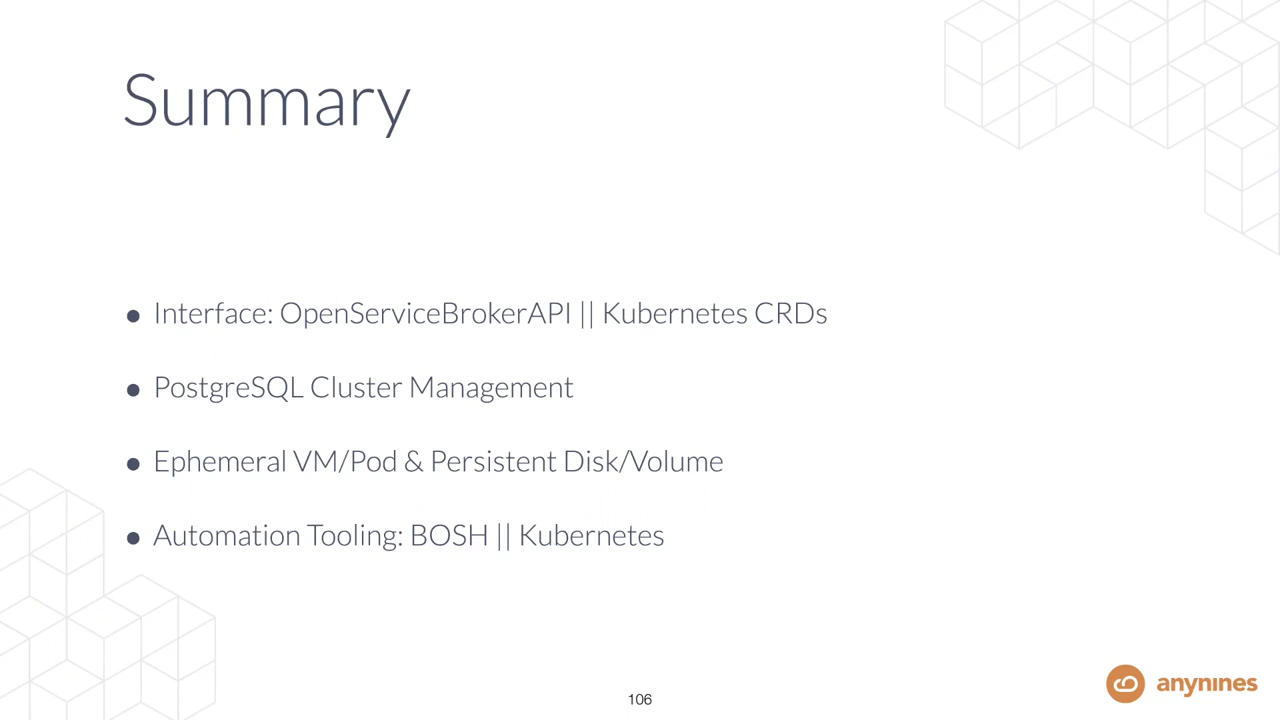 Summary
• Interface: OpenServiceBrokerAPI || Kubernetes CRDs
• PostgreSQL Cluster Management
• Ephemeral VM/Pod & Persistent Disk/Volume
• Automation Tooling: BOSH || Kubernetes
106
anynines